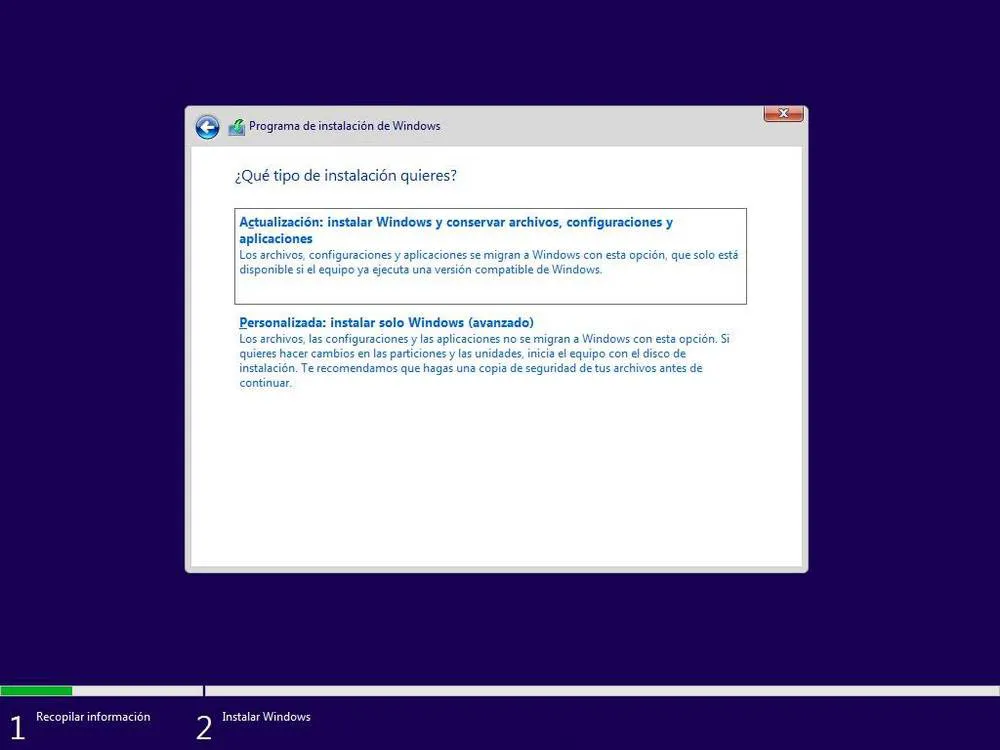 Programa de instalación de Windows
¿Qué tipo de instalación quieres?
Actualización: instalar Windows y conservar archivos, configuraciones y
aplicaciones
Los archivos, configuraciones y aplicaciones se migran a Windows con esta opción, que solo está
disponible si el equipo ya ejecuta una versión compatible de Windows.
Personalizada: instalar solo Windows (avanzado)
Los archivos, las configuraciones y las aplicaciones no se migran a Windows con esta opción. Si
quieres hacer cambios en las particiones y las unidades, inicia el equipo con el disco de
instalación. Te recomendamos que hagas una copia de seguridad de tus archivos antes de
continuar.
1 Recopilar información
2 Instalar Windows